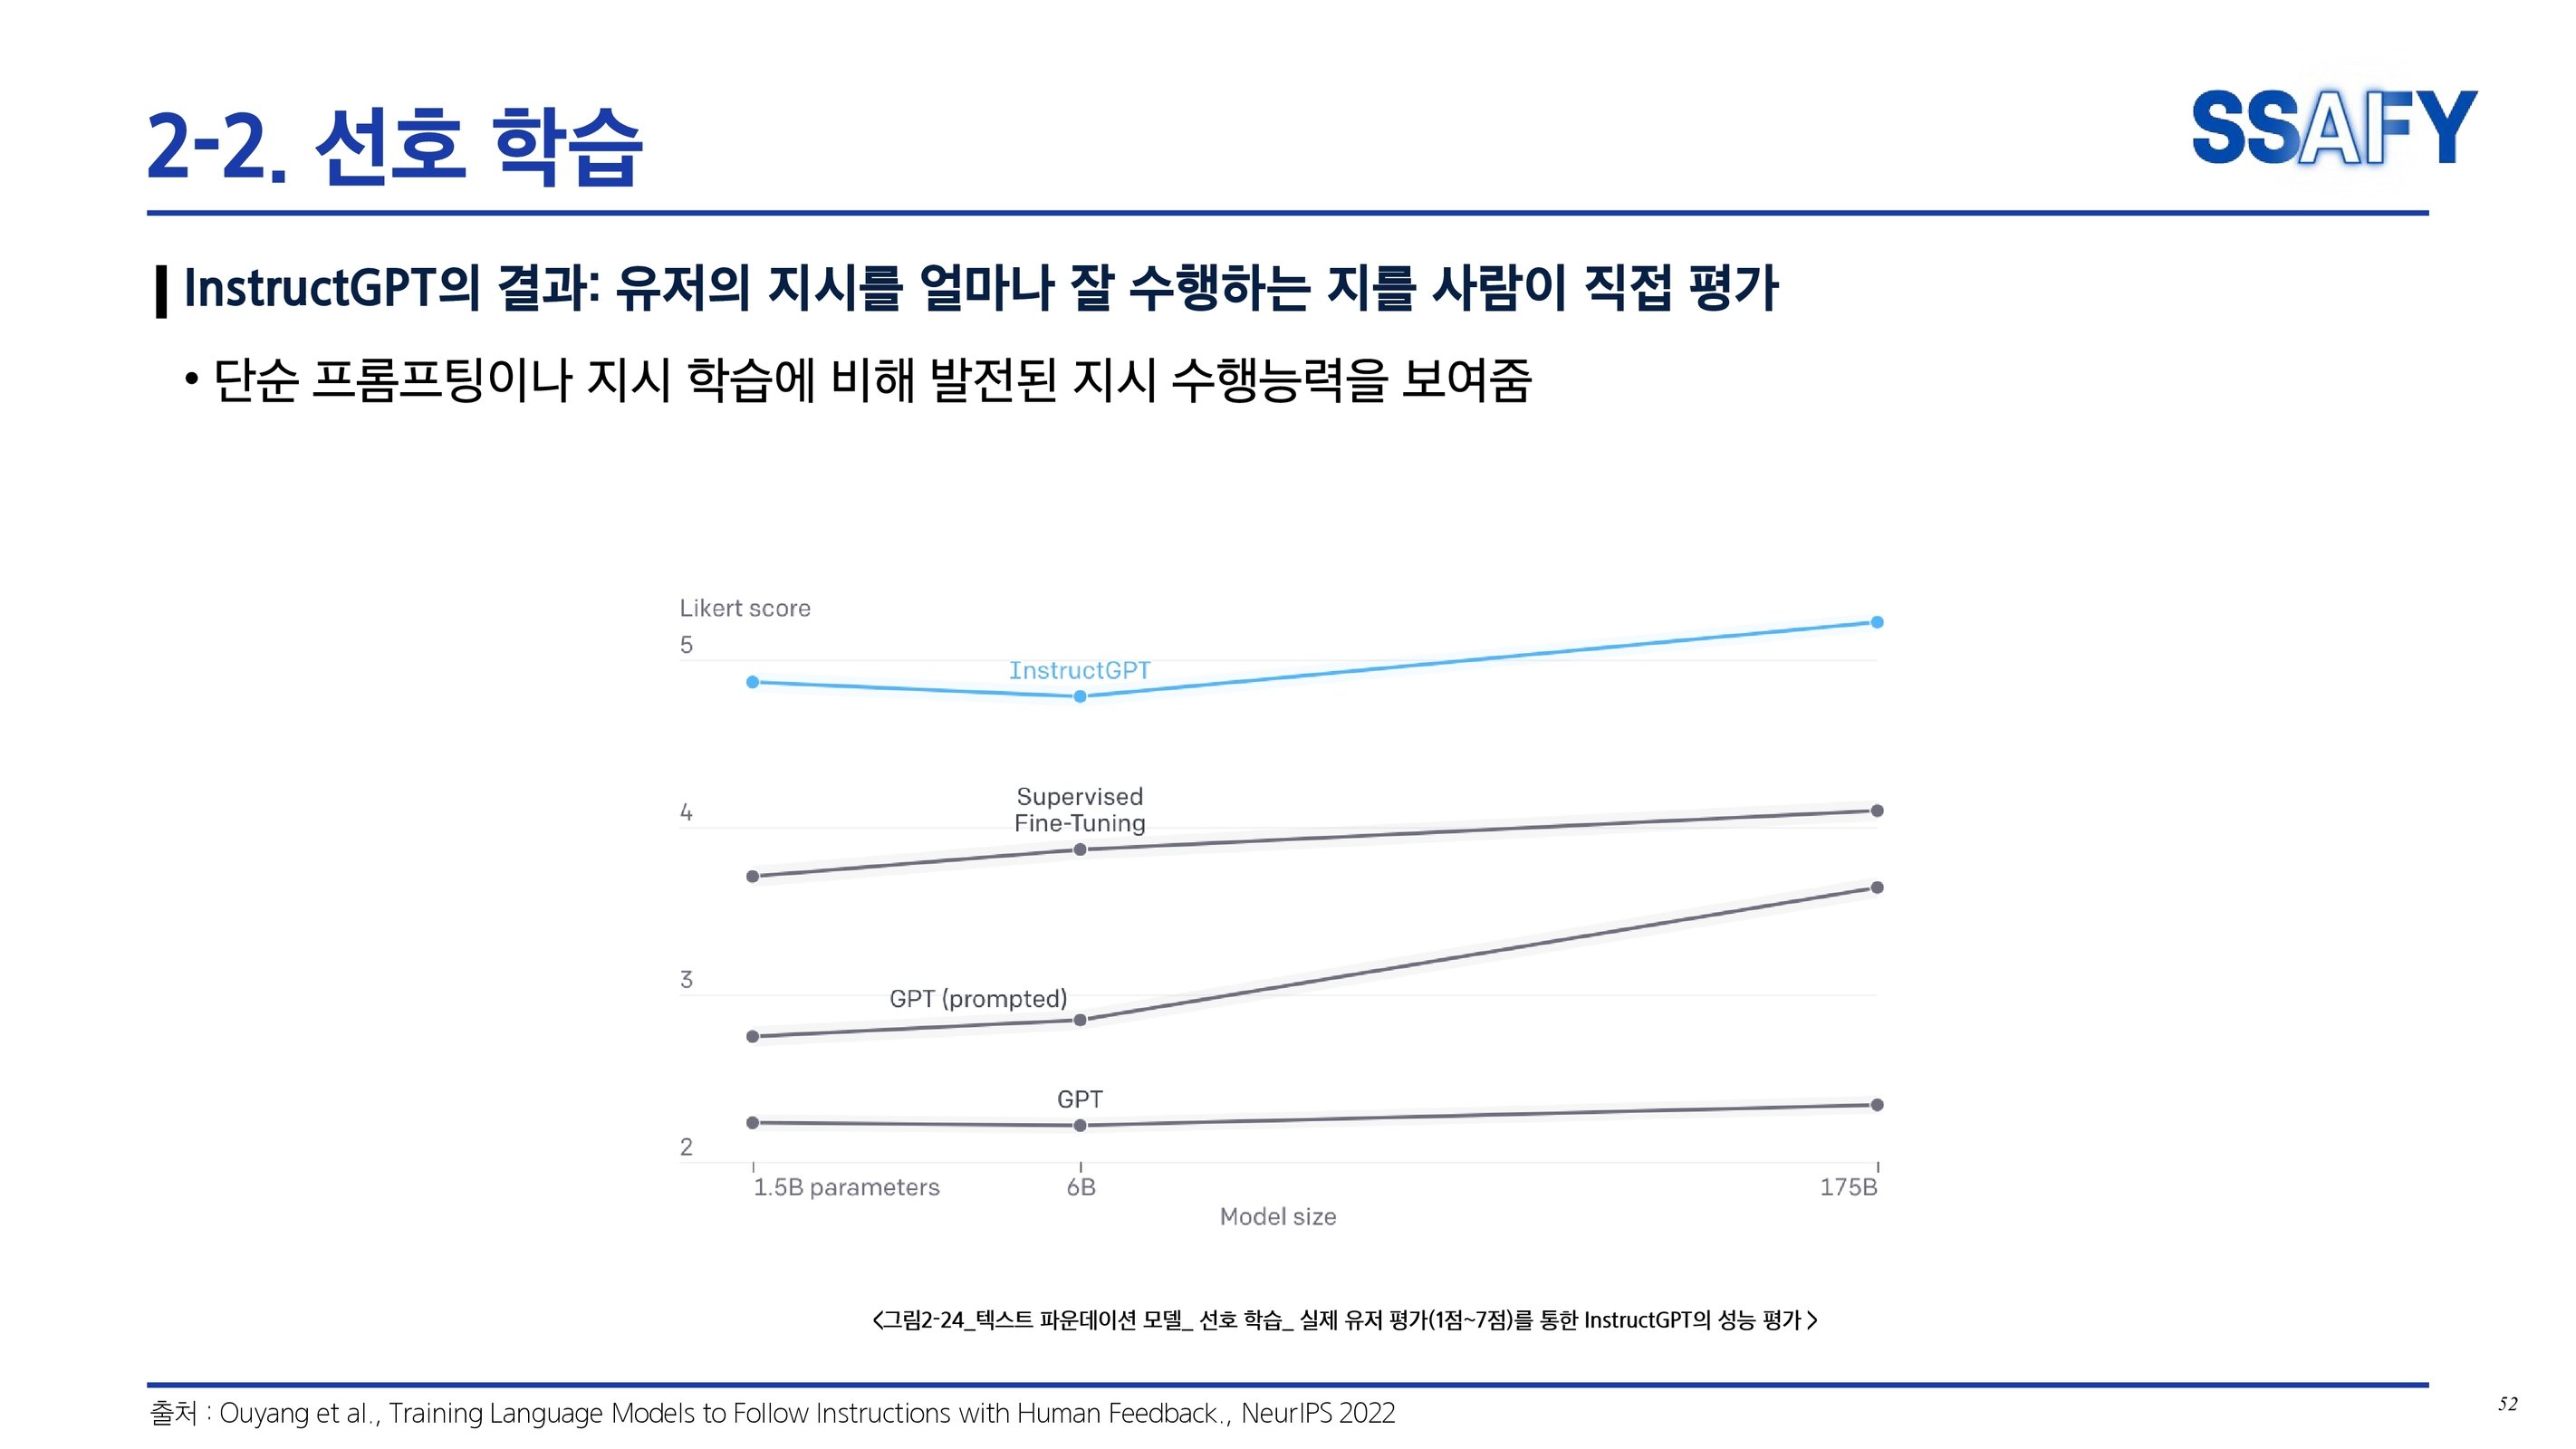 2-2. 선호 학습
SSAFY
InstructGPT의 결과: 유저의 지시를 얼마나 잘 수행하는 지를 사람이 직접 평가
• 단순 프롬프팅이나 지시 학습에 비해 발전된 지시 수행능력을 보여줌
Likert score
5
InstructGPT
Supervised
Fine-Tuning
4
3
GPT (prompted)
GPT
2
1.5B parameters
6B
175B
Model size
<그림2-24_텍스트 파운데이션 모델_ 선호 학습_ 실제 유저 평가(1점~7점)를 통한 InstructGPT의 성능 평가>
출처 : Ouyang et al., Training Language Models to Follow Instructions with Human Feedback., NeurIPS 2022
52